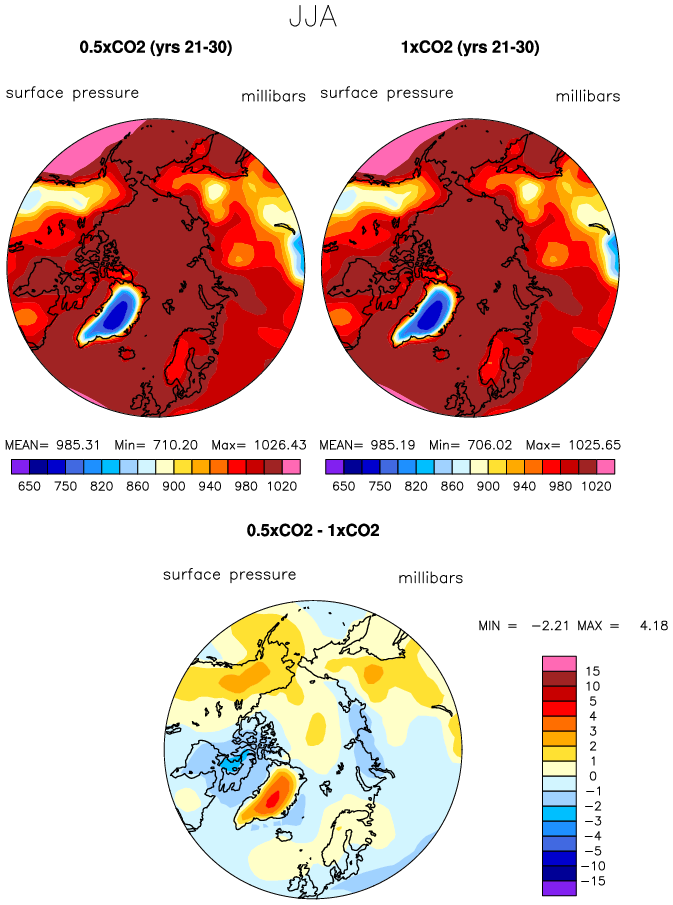 JJA
0.5xCO2 (yrs 21-30) 1xCO2 (yrs 21-30)
surface pressure millibars surface pressure millibars
MEAN= 985.31 Min= 710.20 Max= 1026.43 MEAN= 985.19 Min= 706.02 Max= 1025.65
650 750 820 860 900 940 980 1020 650 750 820 860 900 940 980 1020
0.5xCO2 - 1xCO2
surface pressure millibars
MIN = -2.21 MAX = 4.18
15
10
5
4
3
2
1
0
-1
-2
-3
-4
-5
-10
-15